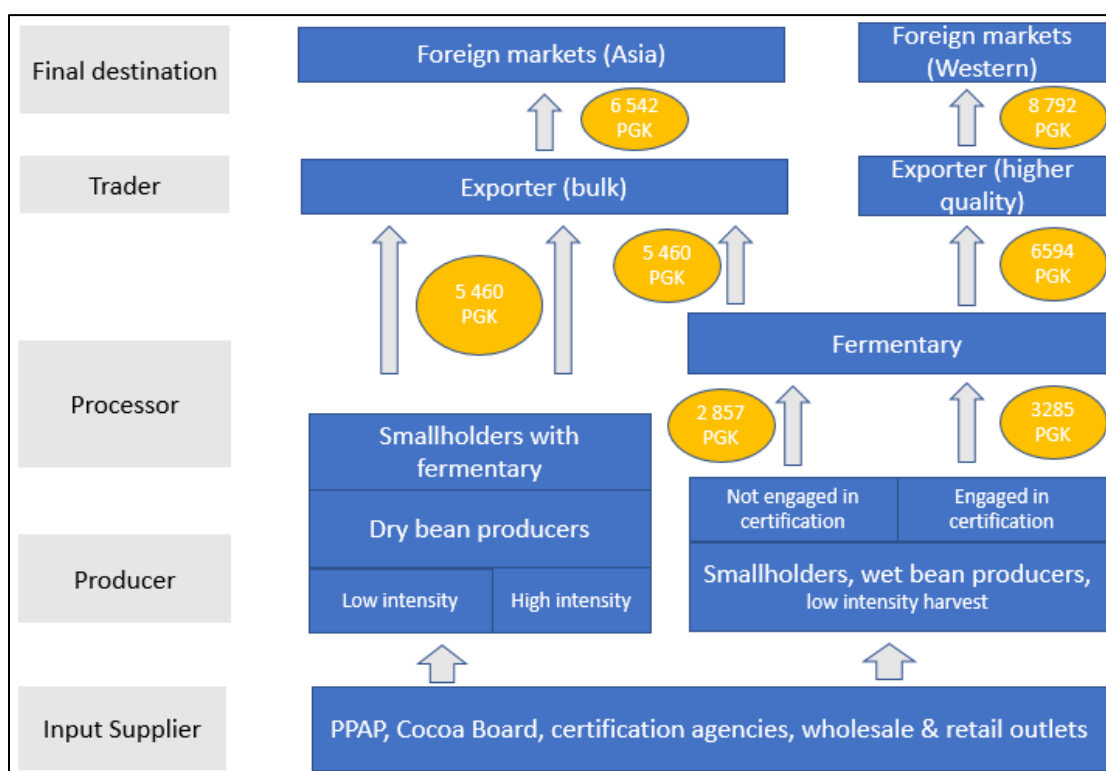 Final destination
Foreign markets (Asia)
Foreign markets
(Western)
6 542
PGK
8 792
PGK
Trader
Exporter (bulk)
Exporter (higher
quality)
5 460
PGK
5 460
PGK
6594
PGK
Fermentary
Processor
2 857
PGK
3285
PGK
Smallholders with
fermentary
Dry bean producers
Not engaged in
certification
Engaged in
certification
Producer
Low intensity
High intensity
Smallholders, wet bean producers,
low intensity harvest
Input Supplier
PPAP, Cocoa Board, certification agencies, wholesale & retail outlets